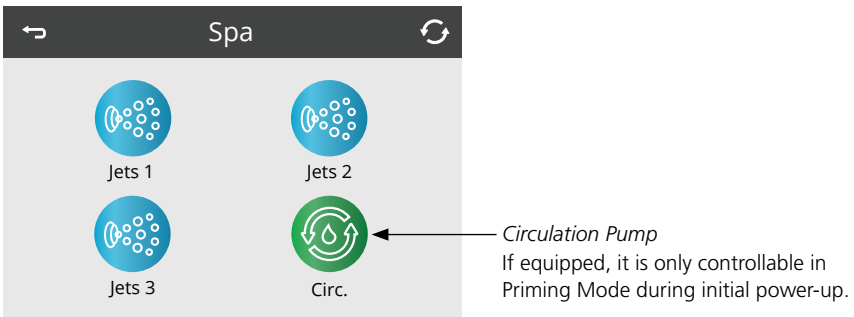 Spa
Jets 1
Jets 2
Jets 3
Circ.
Circulation Pump
If equipped, it is only controllable in
Priming Mode during initial power-up.